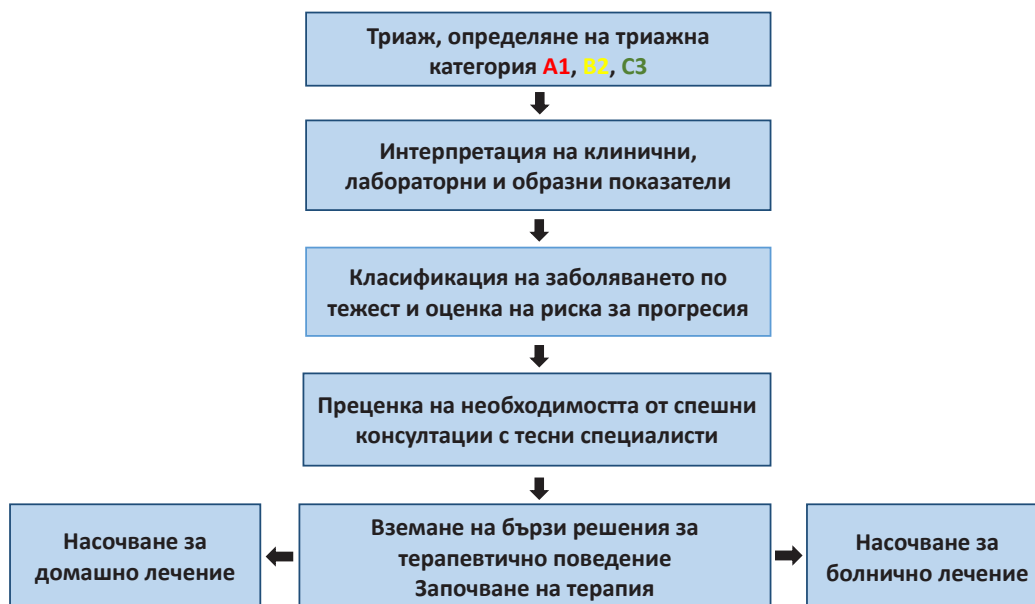 Триаж, определяне на триажна
категория A1, B2, C3
Интерпретация на клинични,
лабораторни и образни показатели
Класификация на заболяването по
тежест и оценка на риска за прогресия
Преценка на необходимостта от спешни
консултации с тесни специалисти
Насочване за
домашно лечение
Вземане на бързи решения за
терапевтично поведение
Започване на терапия
Насочване за
болнично лечение